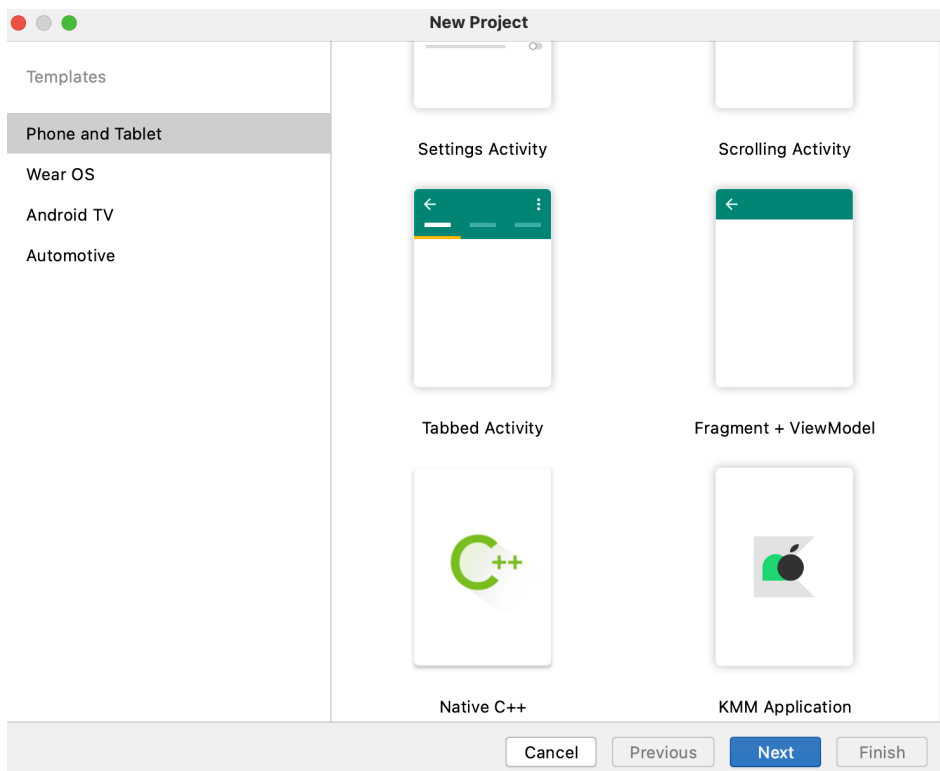 New Project
Templates
Phone and Tablet
Wear OS
Android TV
Automotive
Settings Activity
Scrolling Activity
Tabbed Activity
Fragment + ViewModel
C++
Native C++
KMM Application
Cancel
Previous
Next
Finish